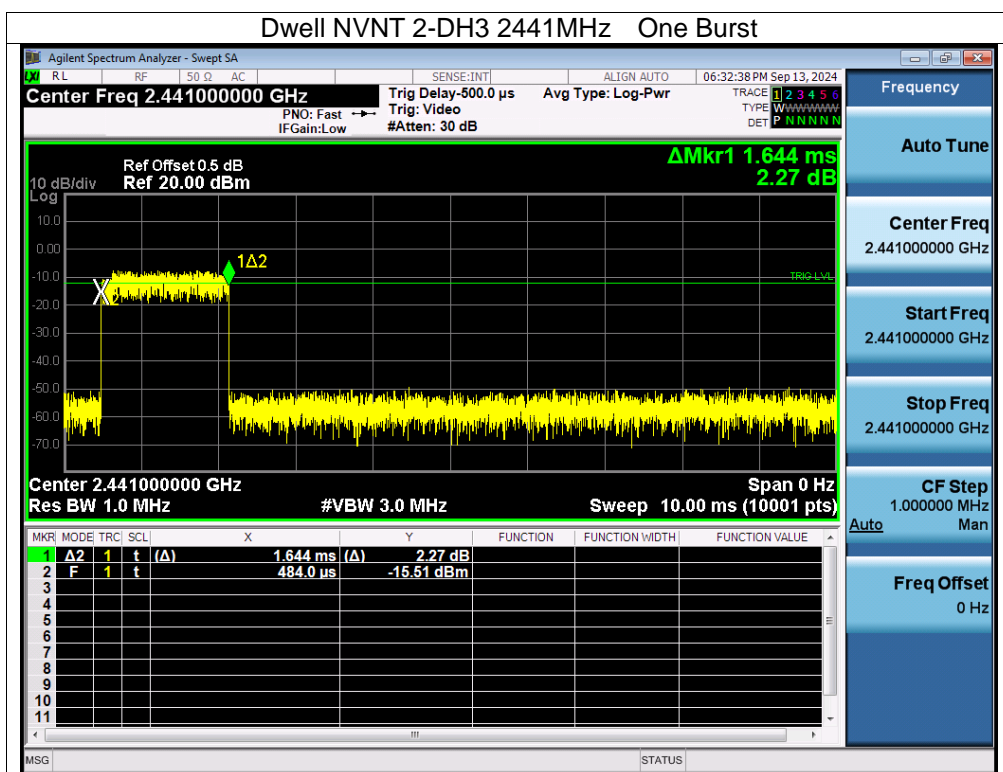 Dwell NVNT 2-DH3 2441MHz One Burst
Agilent Spectrum Analyzer - Swept SA
LXI RL RF 50 Ω AC SENSE:INT ALIGN AUTO 06:32:38 PM Sep 13, 2024
Center Freq 2.441000000 GHz
PNO: Fast
IFGain:Low
Trig Delay-500.0 µs
Trig: Video
#Atten: 30 dB
Avg Type: Log-Pwr
TRACE 1 2 3 4 5 6
TYPE WWWWWW
DET P N N N N N
ΔMkr1 1.644 ms
2.27 dB
Ref Offset 0.5 dB
10 dB/div Ref 20.00 dBm
Log
10.0
0.00
-10.0
-20.0
-30.0
-40.0
-50.0
-60.0
-70.0
1Δ2
X2
TRIG LVL
Center 2.441000000 GHz Span 0 Hz
Res BW 1.0 MHz #VBW 3.0 MHz Sweep 10.00 ms (10001 pts)
MKR MODE TRC SCL X Y FUNCTION FUNCTION WIDTH FUNCTION VALUE
1 Δ2 1 t (Δ) 1.644 ms (Δ) 2.27 dB
2 F 1 t 484.0 µs -15.51 dBm
3
4
5
6
7
8
9
10
11
MSG STATUS
Frequency
Auto Tune
Center Freq
2.441000000 GHz
Start Freq
2.441000000 GHz
Stop Freq
2.441000000 GHz
CF Step
1.000000 MHz
Auto Man
Freq Offset
0 Hz